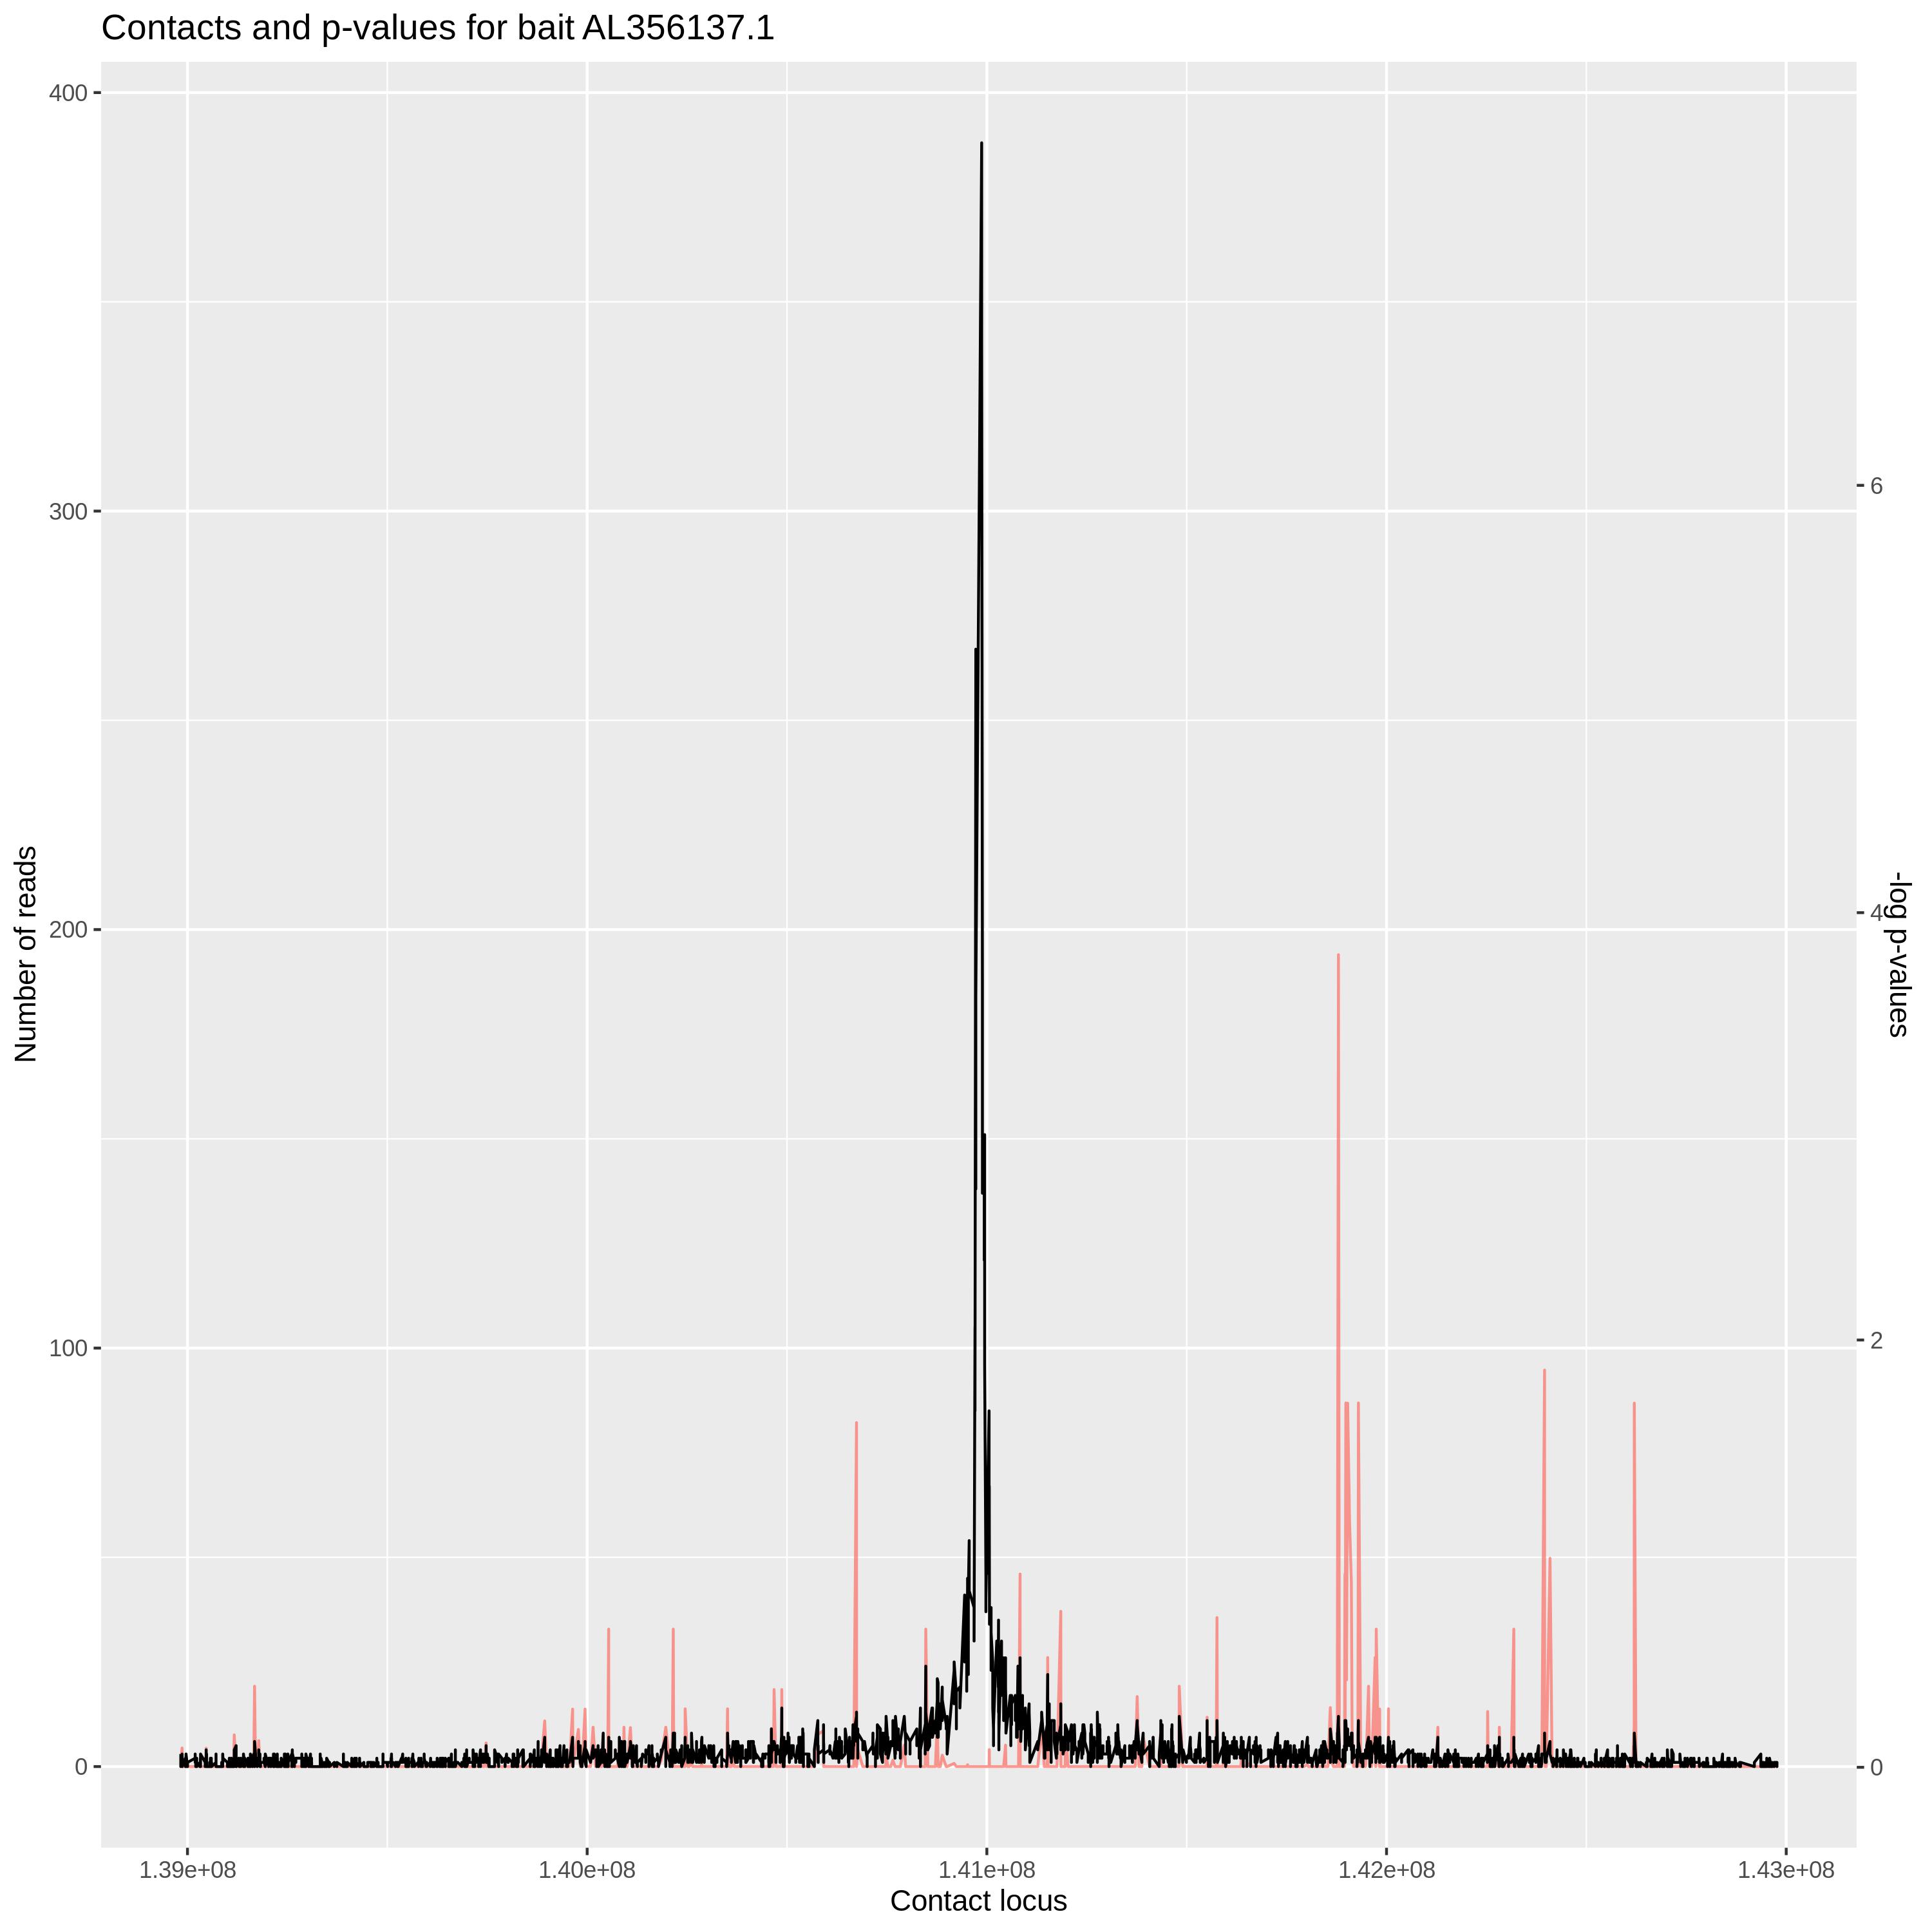 Contacts and p-values for bait AL356137.1
400
300
200
100
0
Number of reads
6
4
2
0
-log p-values
1.39e+08
1.40e+08
1.41e+08
1.42e+08
1.43e+08
Contact locus